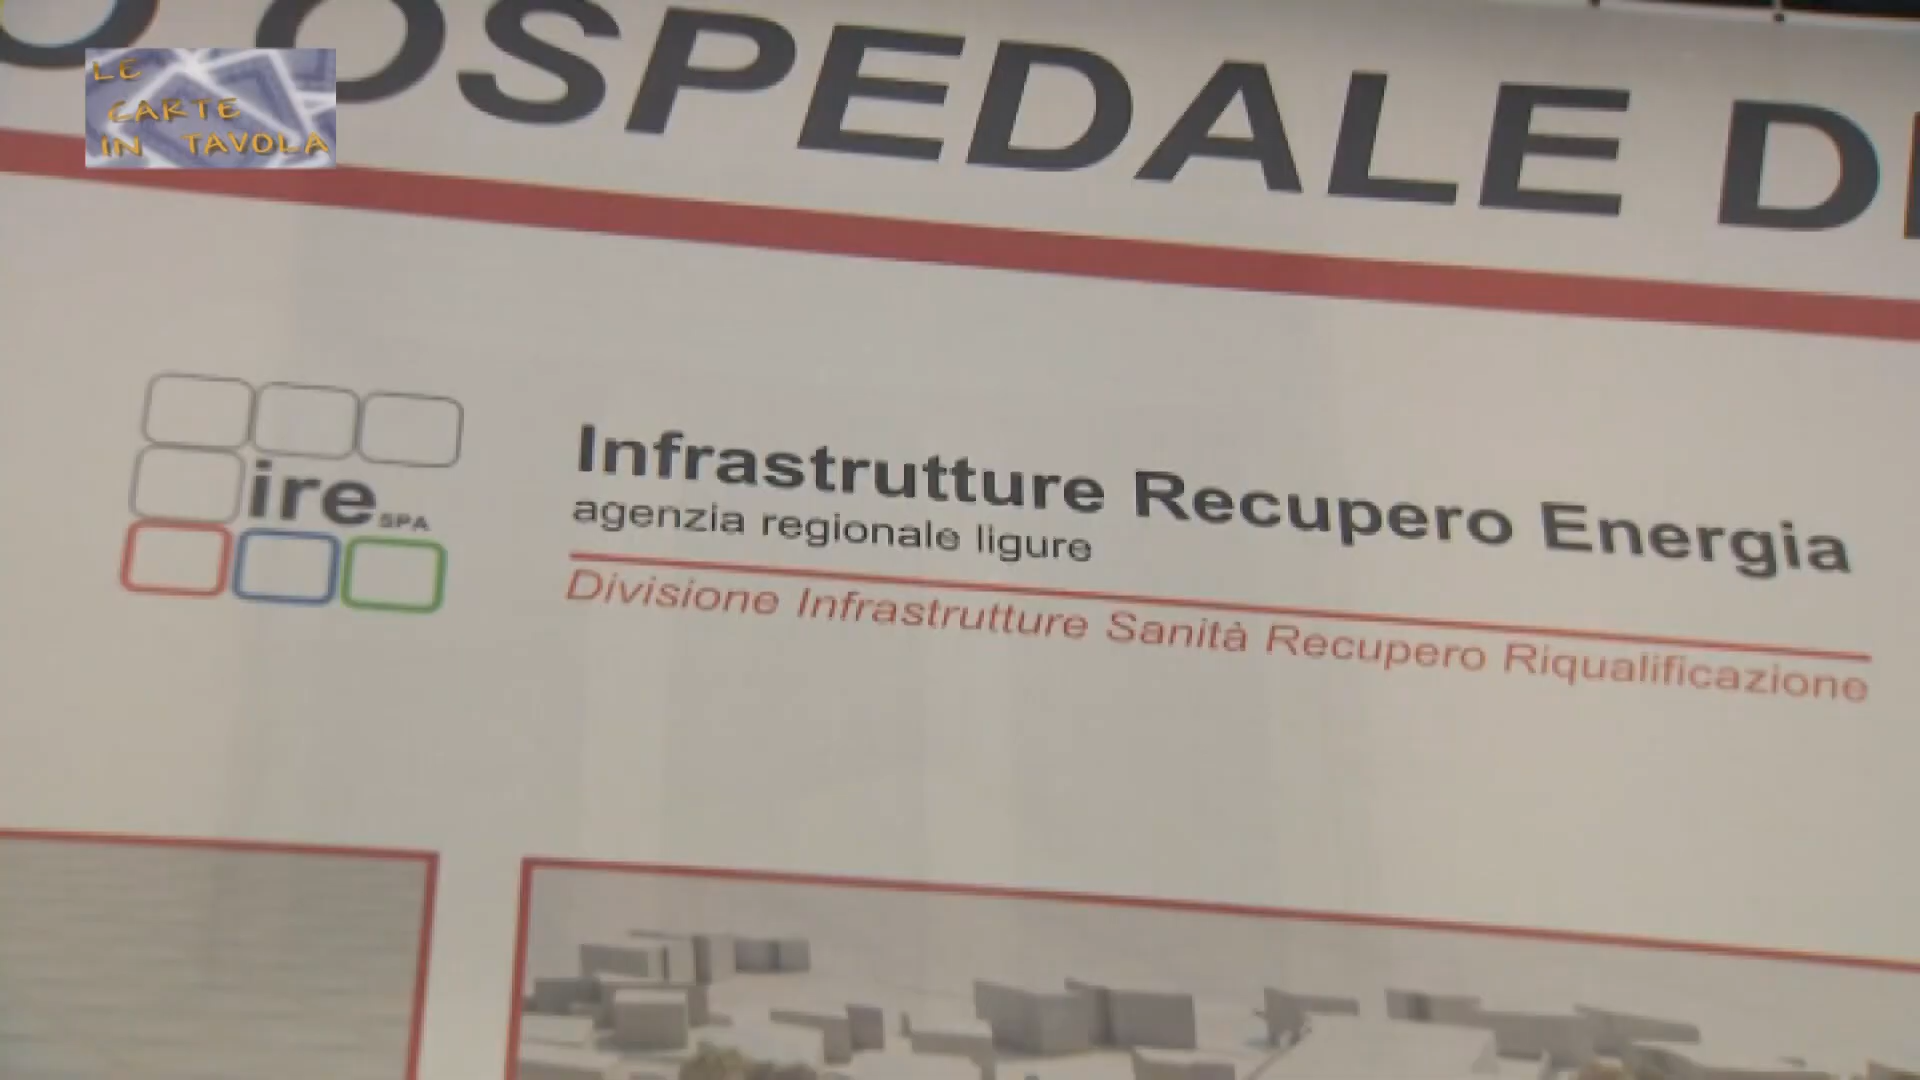 O OSPEDALE D
LE
CARTE
IN TAVOLA
ire SPA
Infrastrutture Recupero Energia
agenzia regionale ligure
Divisione Infrastrutture Sanità Recupero Riqualificazione